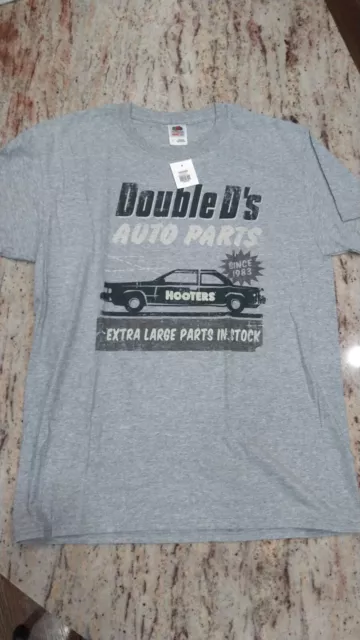 Double D's
AUTO PARTS
SINCE
1983
HOOTERS
EXTRA LARGE PARTS IN STOCK